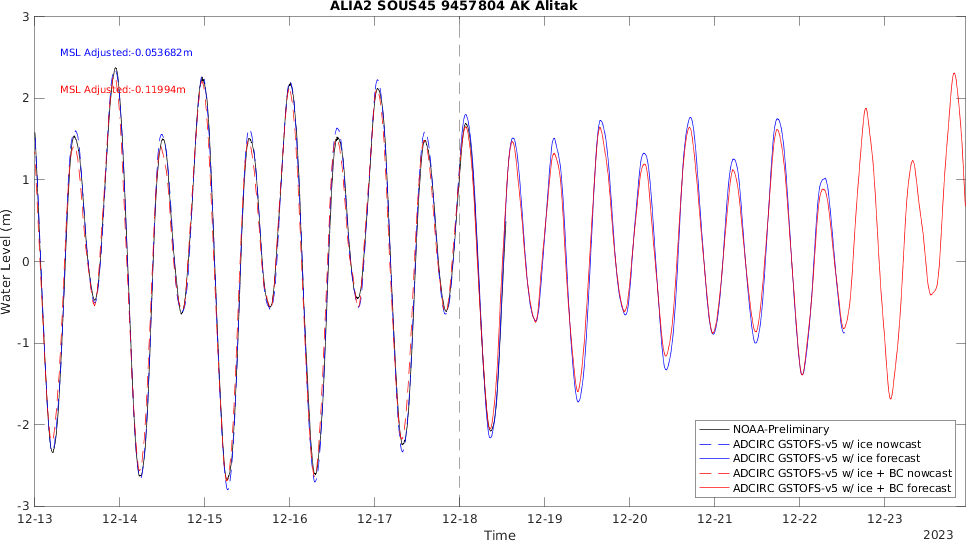 ALIA2 SOUS45 9457804 AK Alitak
MSL Adjusted:-0.053682m
MSL Adjusted:-0.11994m
Water Level (m)
3
2
1
0
-1
-2
-3
NOAA-Preliminary
ADCIRC GSTOFS-v5 w/ ice nowcast
ADCIRC GSTOFS-v5 w/ ice forecast
ADCIRC GSTOFS-v5 w/ ice + BC nowcast
ADCIRC GSTOFS-v5 w/ ice + BC forecast
12-13 12-14 12-15 12-16 12-17 12-18 12-19 12-20 12-21 12-22 12-23
Time
2023